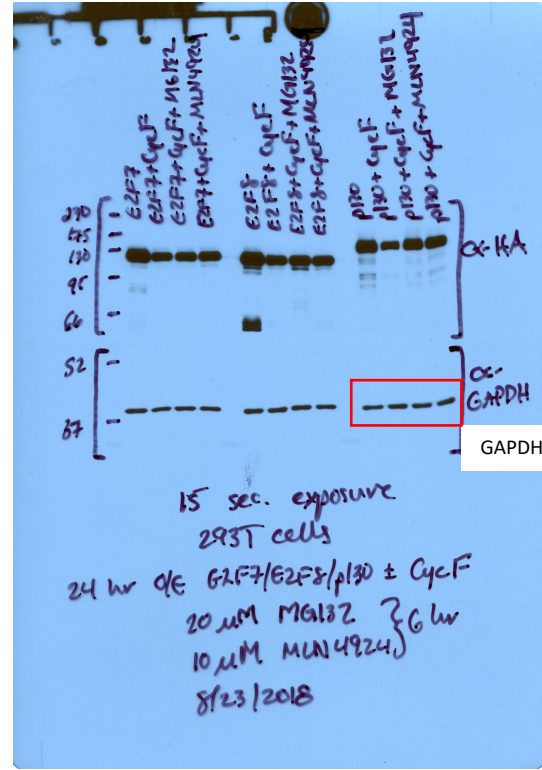 E2F7
E2F7+CycF
E2F7+CycF+MG132
E2F7+CycF+MLN4924
E2F8
E2F8+CycF
E2F8+CycF+MG132
E2F8+CycF+MLN4924
p130
p130+CycF
p130+CycF+MG132
p130+CycF+MLN4924
230
175
130
95
66
α-HA
52
37
α-
GAPDH
GAPDH
15 sec. exposure
293T cells
24 hr O/E E2F7/E2F8/p130 ± CycF
20 µM MG132
10 µM MLN4924 } 6 hr
8/23/2018